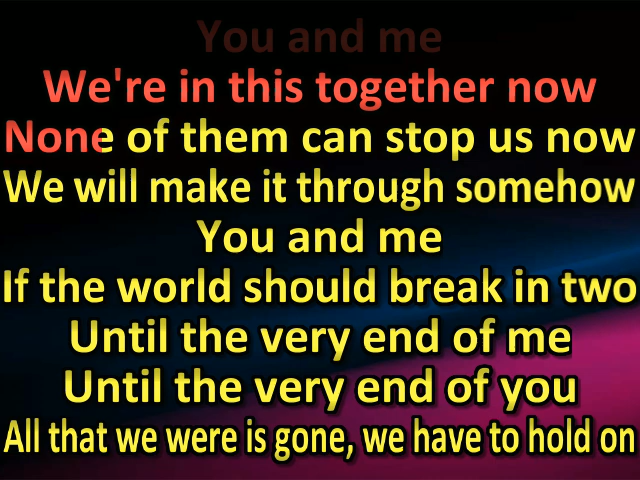 You and me
We're in this together now
None of them can stop us now
We will make it through somehow
You and me
If the world should break in two
Until the very end of me
Until the very end of you
All that we were is gone, we have to hold on